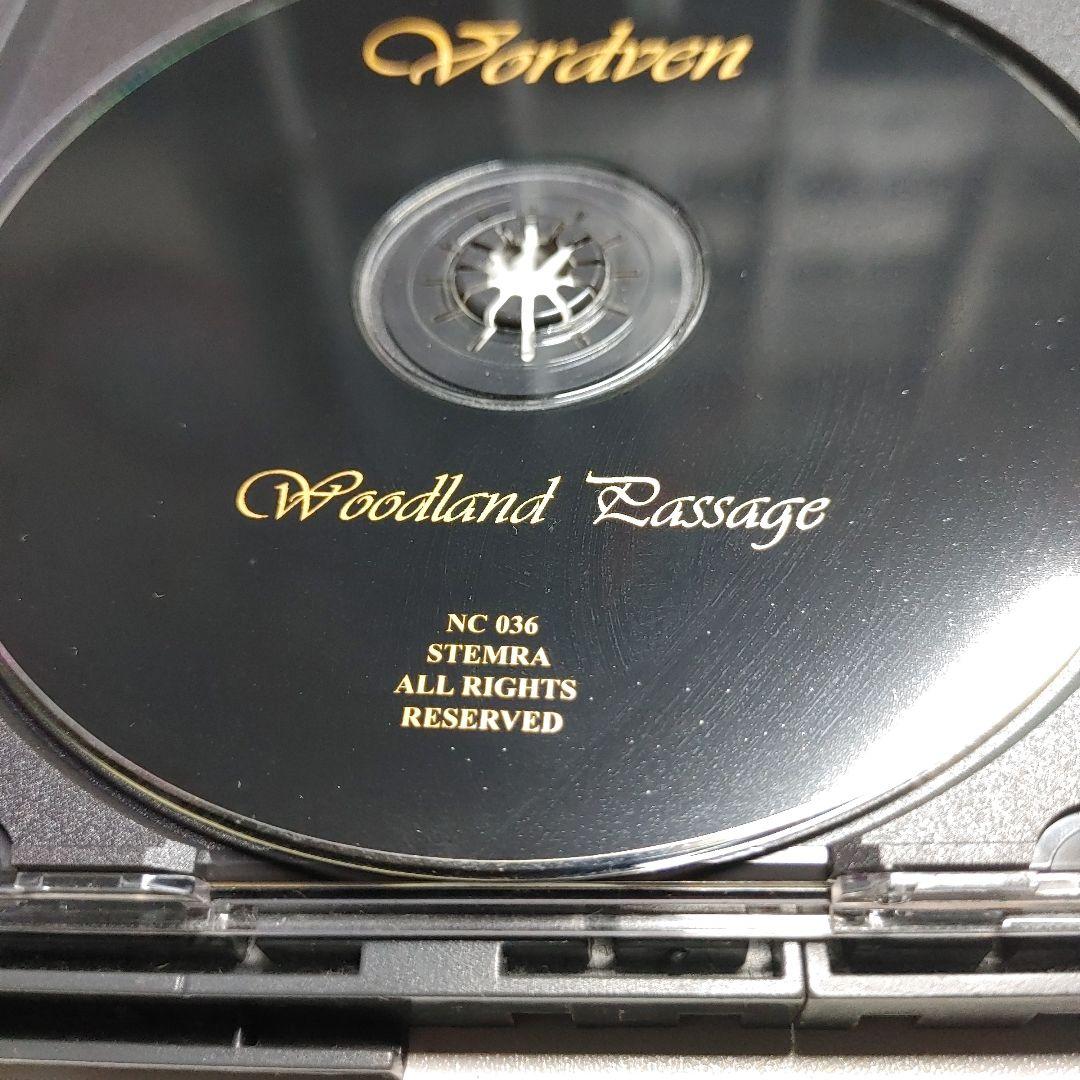 Vordven
Woodland Passage
NC 036
STEMRA
ALL RIGHTS
RESERVED